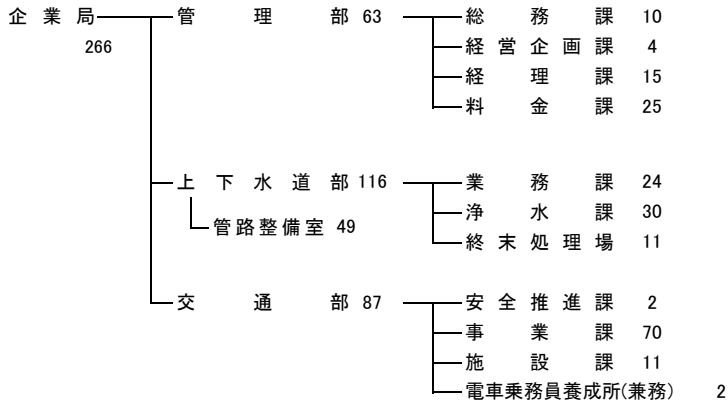 企業局 管理部 63 総務課 10
266 経営企画課 4
経理課 15
料金課 25
上下水道部 116 業務課 24
管路整備室 49 浄水課 30
終末処理場 11
交通部 87 安全推進課 2
事業課 70
施設課 11
電車乗務員養成所(兼務) 2